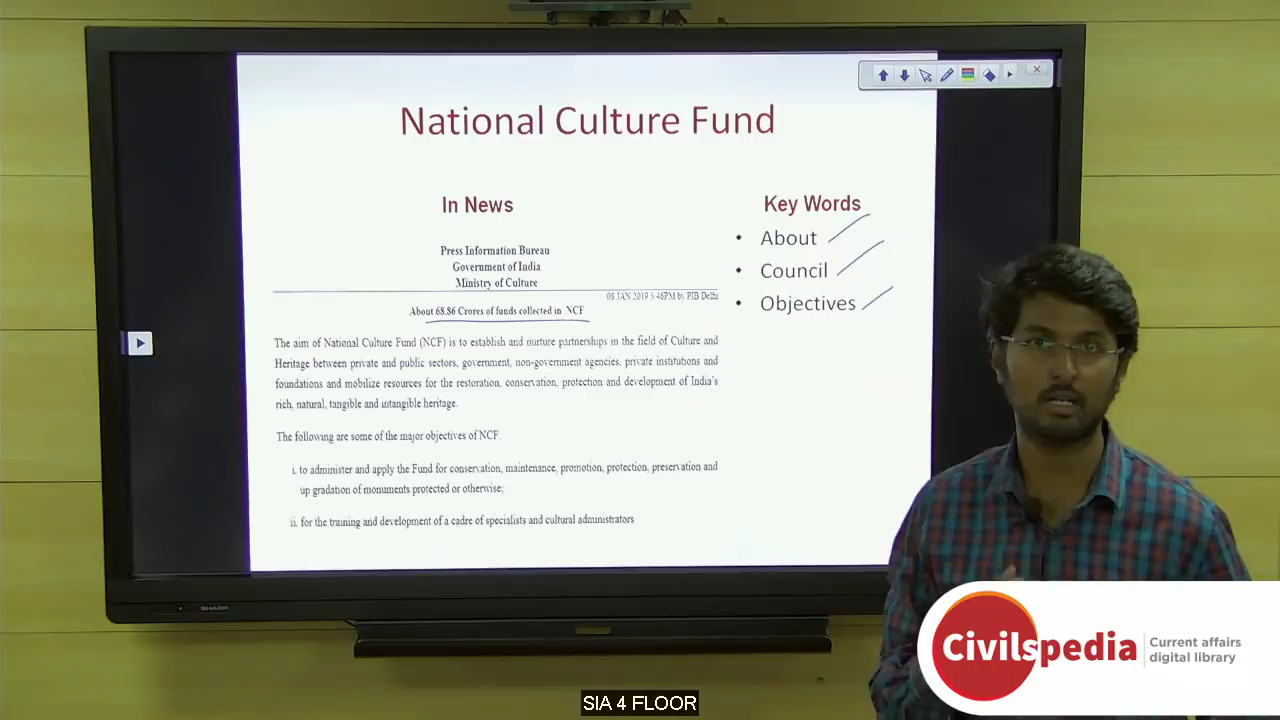 National Culture Fund
In News
Press Information Bureau
Government of India
Ministry of Culture
08 JAN 2019 5:46PM by PIB Delhi
About 68.86 Crores of funds collected in NCF
The aim of National Culture Fund (NCF) is to establish and nurture partnerships in the field of Culture and
Heritage between private and public sectors, government, non-government agencies, private institutions and
foundations and mobilize resources for the restoration, conservation, protection and development of India's
rich, natural, tangible and intangible heritage.
The following are some of the major objectives of NCF:
i. to administer and apply the Fund for conservation, maintenance, promotion, protection, preservation and
up gradation of monuments protected or otherwise;
ii. for the training and development of a cadre of specialists and cultural administrators
Key Words
• About
• Council
• Objectives
SHARP
Civilspedia
Current affairs
digital library
SIA 4 FLOOR